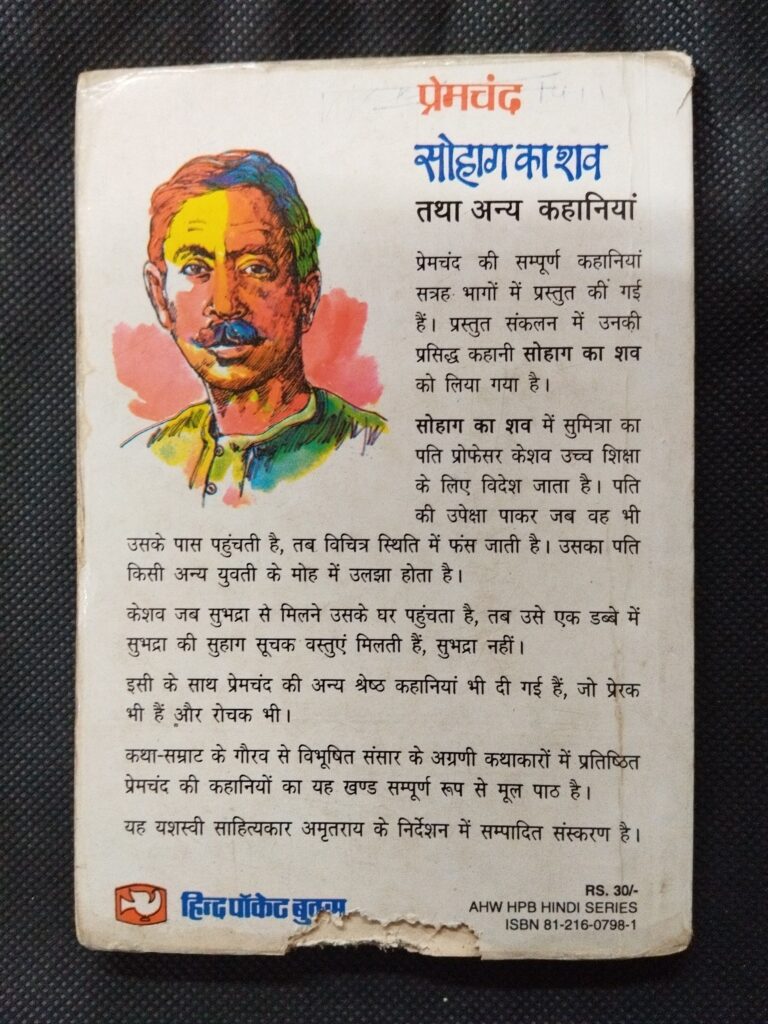 प्रेमचंद
सोहाग का शव
तथा अन्य कहानियां
प्रेमचंद की सम्पूर्ण कहानियां
सत्रह भागों में प्रस्तुत की गई
हैं। प्रस्तुत संकलन में उनकी
प्रसिद्ध कहानी सोहाग का शव
को लिया गया है।
सोहाग का शव में सुमित्रा का
पति प्रोफेसर केशव उच्च शिक्षा
के लिए विदेश जाता है। पति
की उपेक्षा पाकर जब वह भी
उसके पास पहुंचती है, तब विचित्र स्थिति में फंस जाती है। उसका पति
किसी अन्य युवती के मोह में उलझा होता है।
केशव जब सुभद्रा से मिलने उसके घर पहुंचता है, तब उसे एक डब्बे में
सुभद्रा की सुहाग सूचक वस्तुएं मिलती हैं, सुभद्रा नहीं।
इसी के साथ प्रेमचंद की अन्य श्रेष्ठ कहानियां भी दी गई हैं, जो प्रेरक
भी हैं और रोचक भी।
कथा-सम्राट के गौरव से विभूषित संसार के अग्रणी कथाकारों में प्रतिष्ठित
प्रेमचंद की कहानियों का यह खण्ड सम्पूर्ण रूप से मूल पाठ है।
यह यशस्वी साहित्यकार अमृतराय के निर्देशन में सम्पादित संस्करण है।
हिन्द पॉकेट बुक्स
RS. 30/-
AHW HPB HINDI SERIES
ISBN 81-216-0798-1